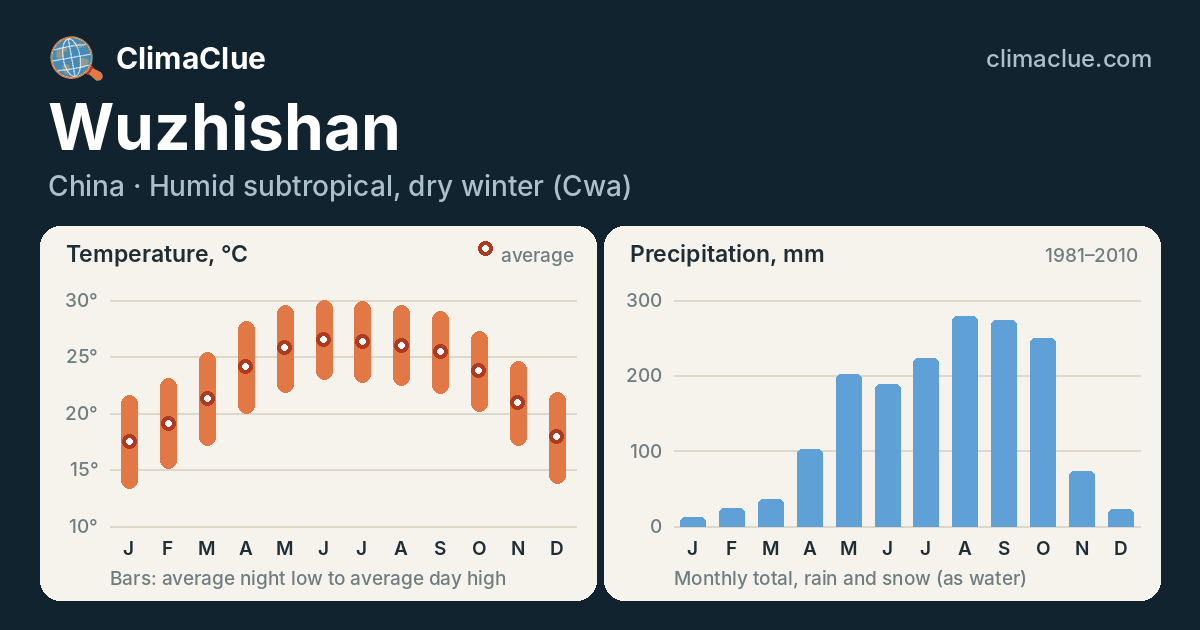 ClimaClue
climaclue.com
Wuzhishan
China · Humid subtropical, dry winter (Cwa)
Temperature, °C
average
30°
25°
20°
15°
10°
J F M A M J J A S O N D
Bars: average night low to average day high
Precipitation, mm
1981–2010
300
200
100
0
J F M A M J J A S O N D
Monthly total, rain and snow (as water)